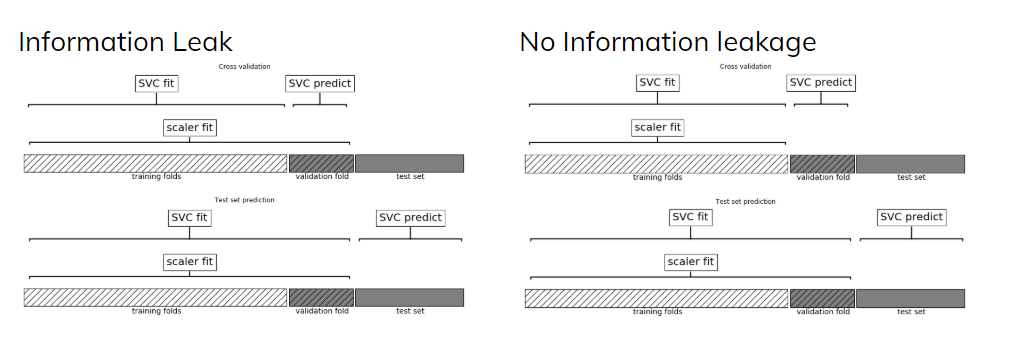 Information Leak
Cross validation
SVC fit
SVC predict
scaler fit
training folds
validation fold
test set
Test set prediction
SVC fit
SVC predict
scaler fit
training folds
validation fold
test set
No Information leakage
Cross validation
SVC fit
SVC predict
scaler fit
training folds
validation fold
test set
Test set prediction
SVC fit
SVC predict
scaler fit
training folds
validation fold
test set